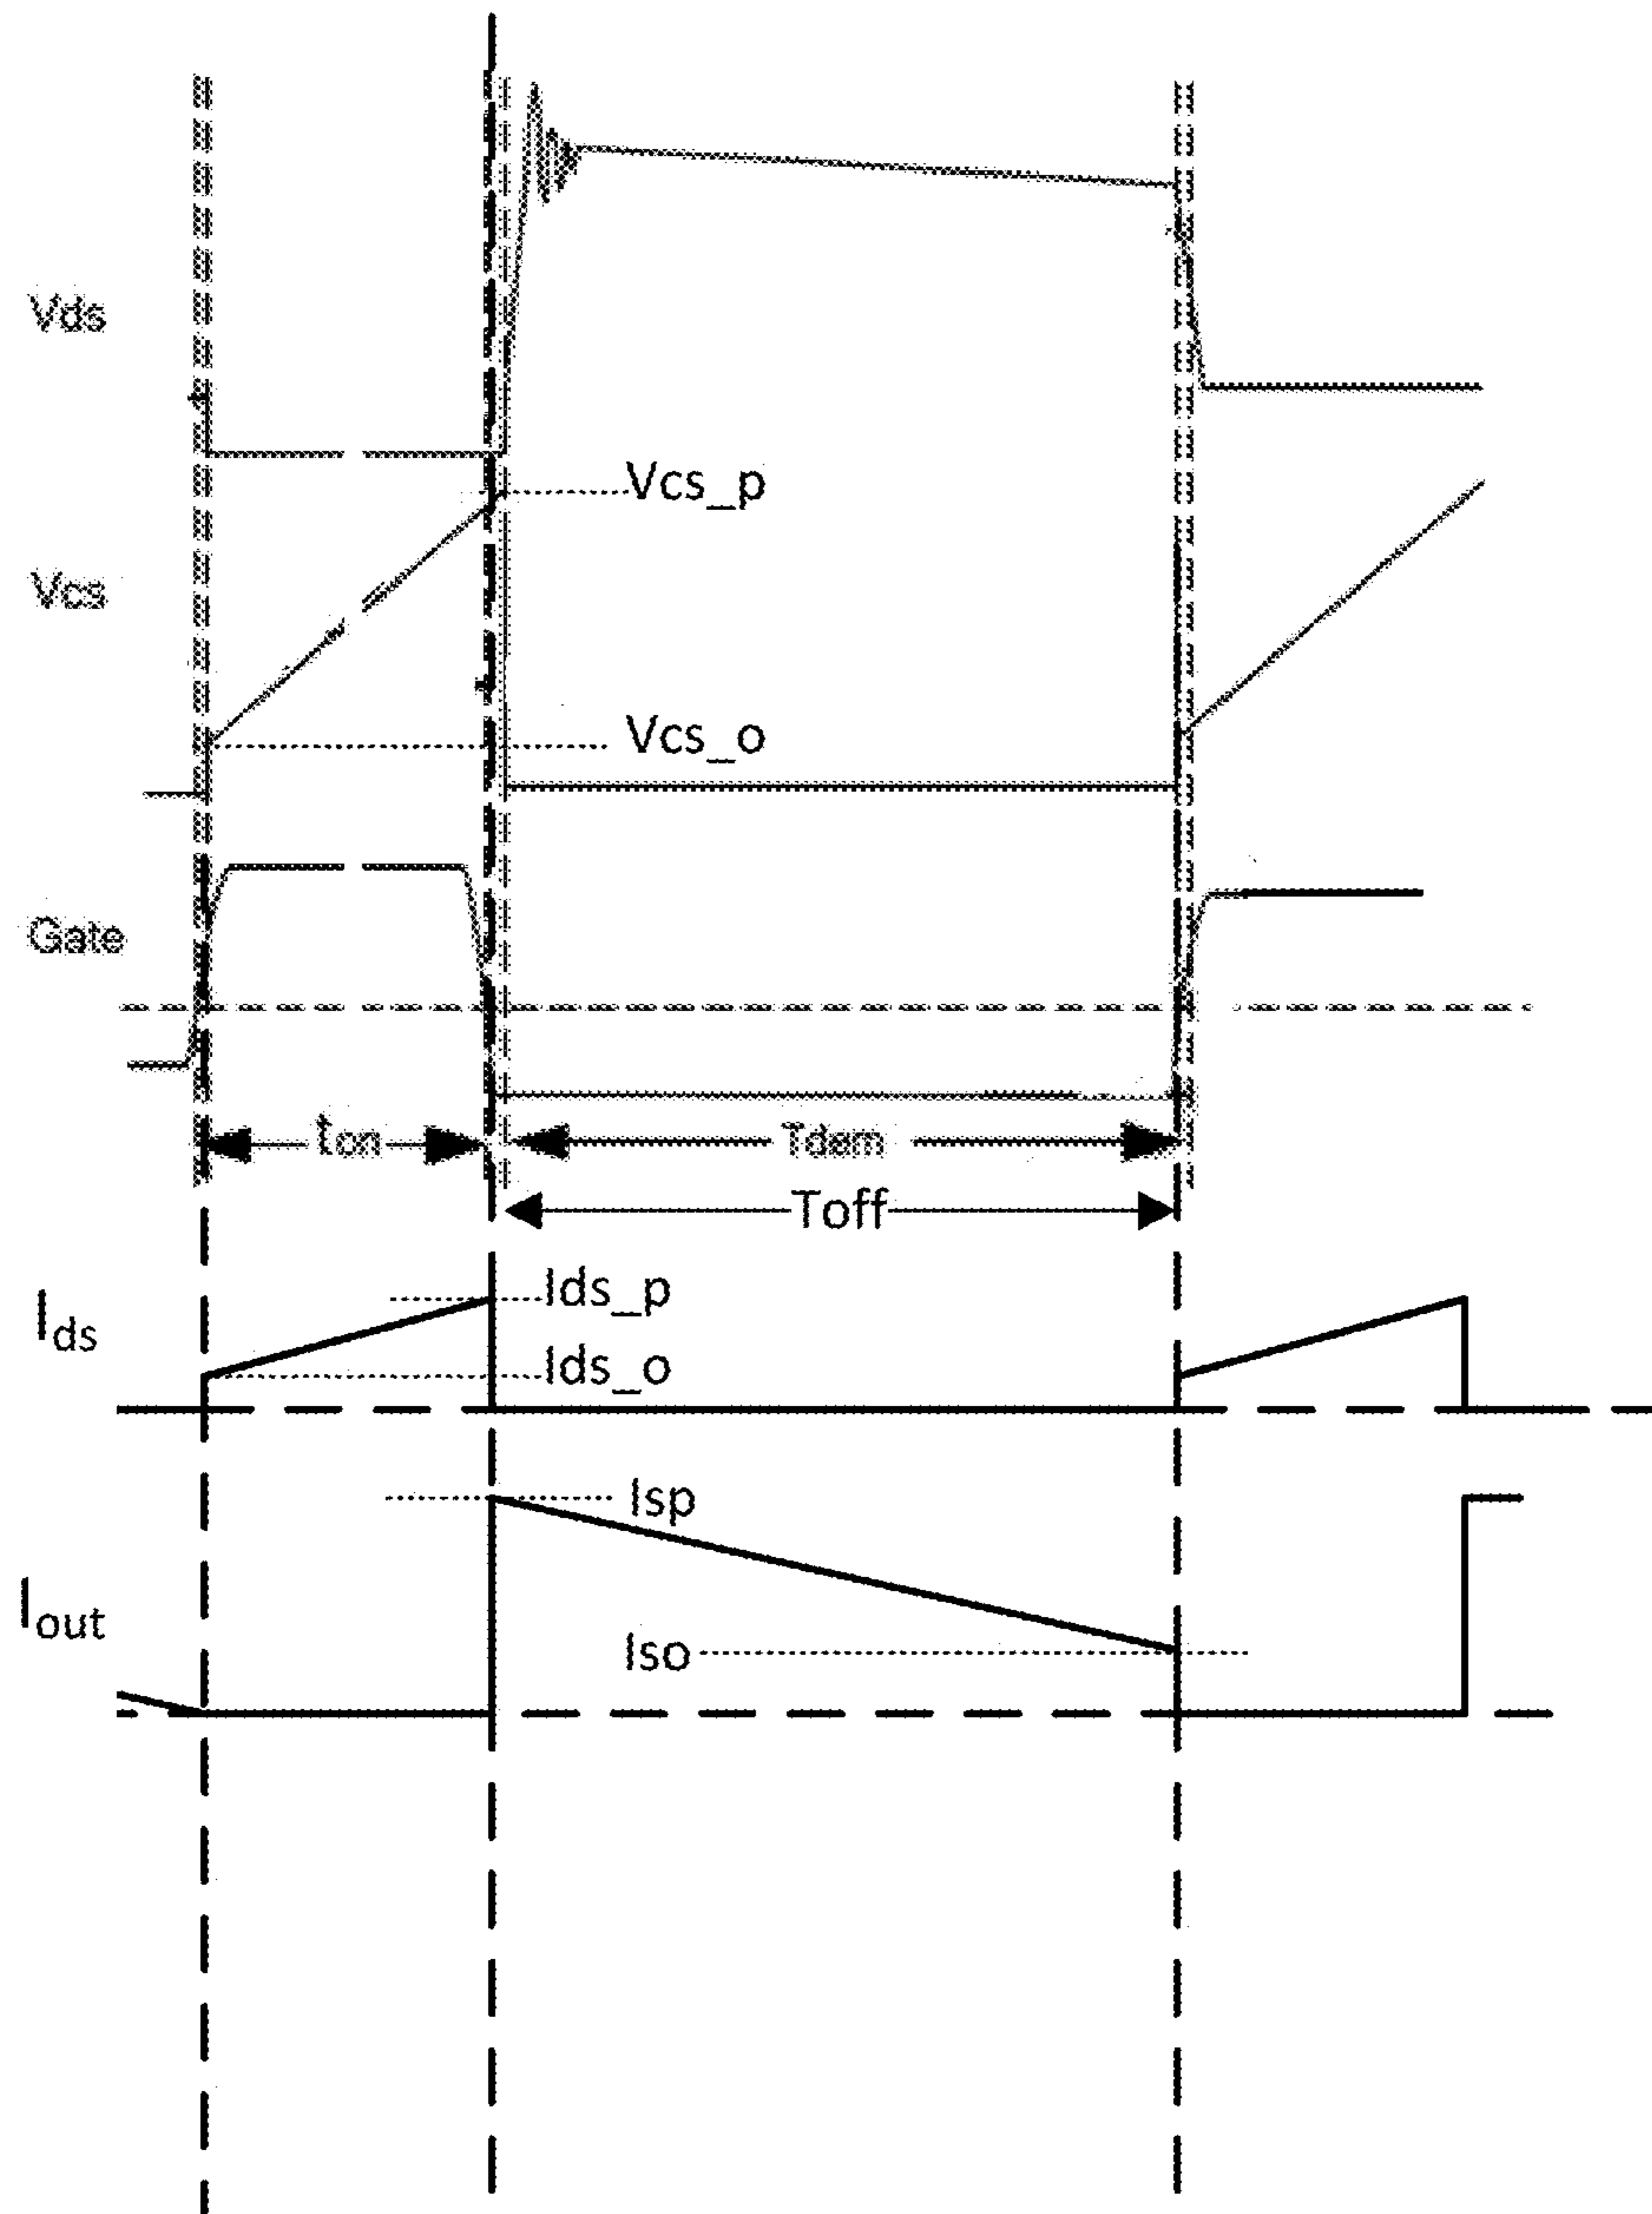 Vds
Vcs_p
Vcs
Vcs_o
Gate
ton
Tdem
Toff
Ids_p
Ids
Ids_o
Isp
Iout
Iso